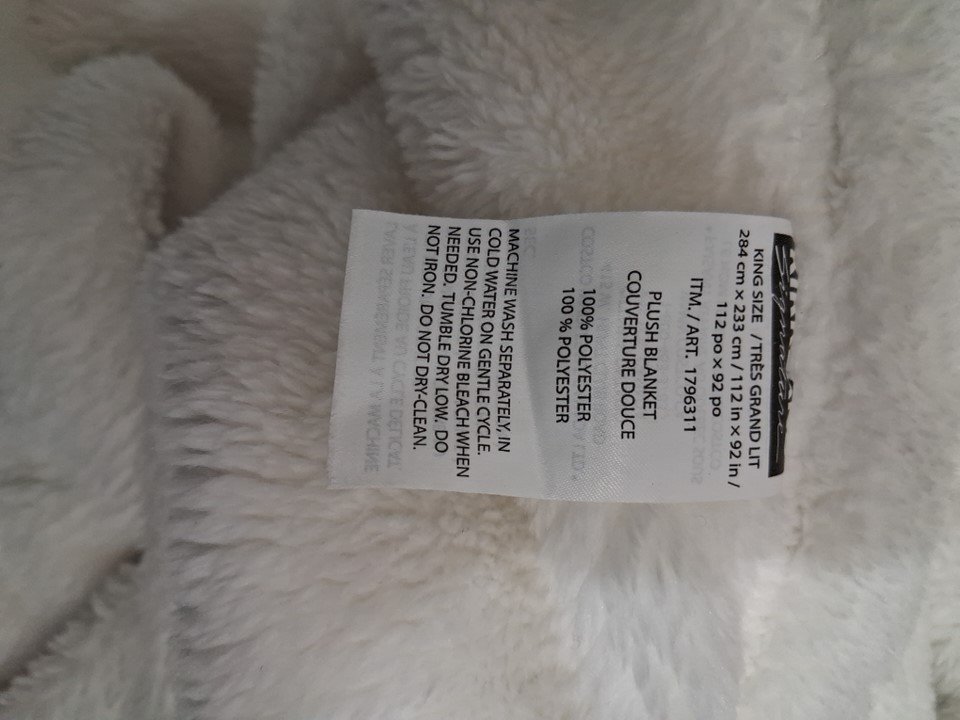 Signature
KING SIZE / TRÈS GRAND LIT
284 cm x 233 cm / 112 in x 92 in /
112 po x 92 po
ITM. / ART. 1796311
PLUSH BLANKET
COUVERTURE DOUCE
100% POLYESTER
100 % POLYESTER
MACHINE WASH SEPARATELY, IN
COLD WATER ON GENTLE CYCLE.
USE NON-CHLORINE BLEACH WHEN
NEEDED. TUMBLE DRY LOW. DO
NOT IRON. DO NOT DRY-CLEAN.